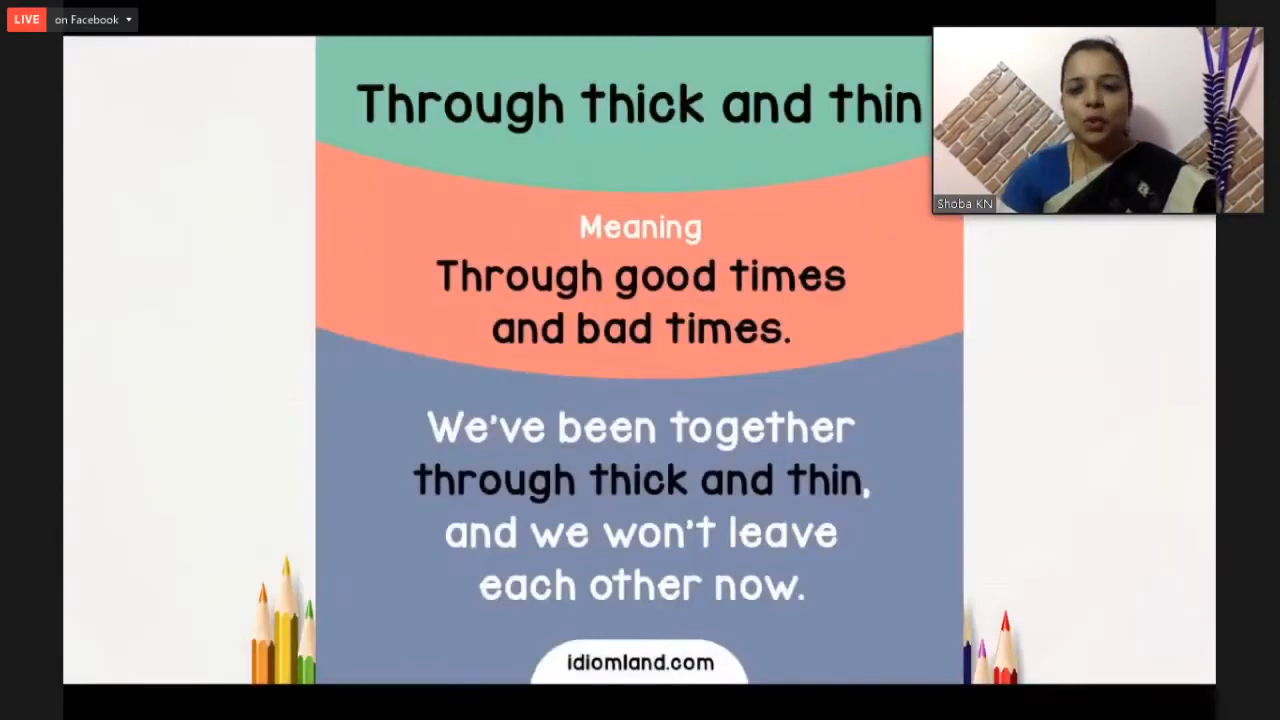 LIVE on Facebook
Through thick and thin
Shoba KN
Meaning
Through good times
and bad times.
We've been together
through thick and thin,
and we won't leave
each other now.
idiomland.com